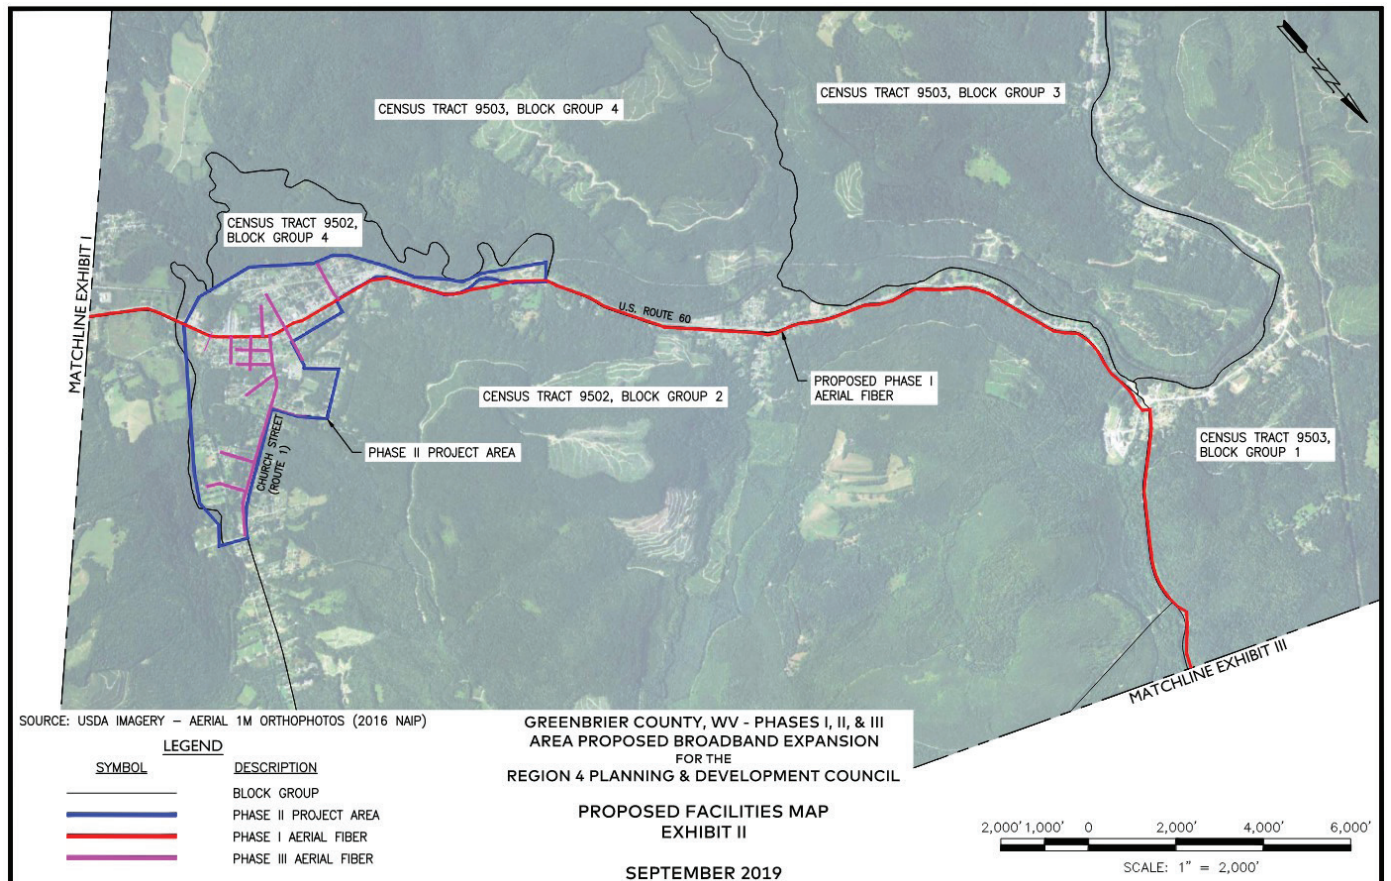 CENSUS TRACT 9503, BLOCK GROUP 4
CENSUS TRACT 9503, BLOCK GROUP 3
N
CENSUS TRACT 9502,
BLOCK GROUP 4
MATCHLINE EXHIBIT I
U.S. ROUTE 60
PROPOSED PHASE I
AERIAL FIBER
CENSUS TRACT 9502, BLOCK GROUP 2
PHASE II PROJECT AREA
CHURCH STREET
(ROUTE 1)
CENSUS TRACT 9503,
BLOCK GROUP 1
MATCHLINE EXHIBIT III
SOURCE: USDA IMAGERY – AERIAL 1M ORTHOPHOTOS (2016 NAIP)
LEGEND
SYMBOL DESCRIPTION
BLOCK GROUP
PHASE II PROJECT AREA
PHASE I AERIAL FIBER
PHASE III AERIAL FIBER
GREENBRIER COUNTY, WV - PHASES I, II, & III
AREA PROPOSED BROADBAND EXPANSION
FOR THE
REGION 4 PLANNING & DEVELOPMENT COUNCIL
PROPOSED FACILITIES MAP
EXHIBIT II
SEPTEMBER 2019
2,000' 1,000' 0 2,000' 4,000' 6,000'
SCALE: 1" = 2,000'